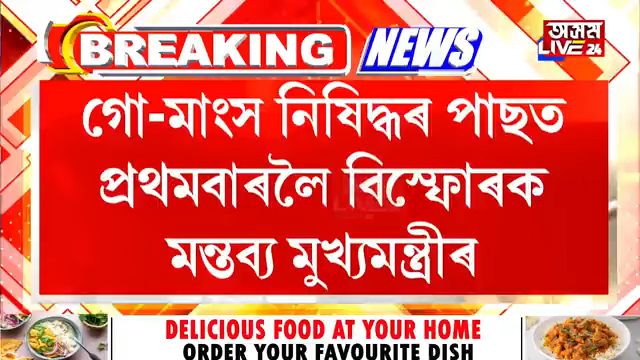 BREAKING NEWS
অসম
LIVE 24
গো-মাংস নিষিদ্ধৰ পাছত
প্ৰথমবাৰলৈ বিস্ফোৰক
মন্তব্য মুখ্যমন্ত্ৰীৰ
DELICIOUS FOOD AT YOUR HOME
ORDER YOUR FAVOURITE DISH